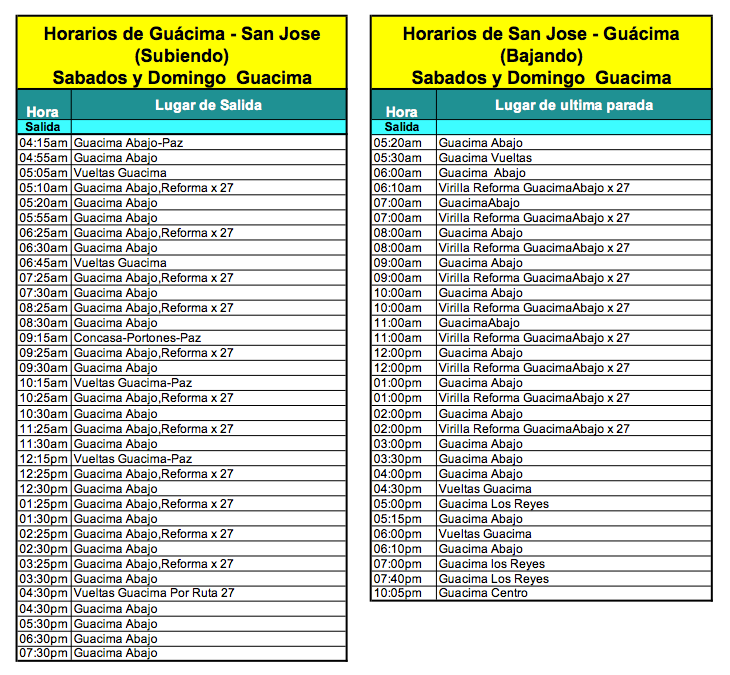 Horarios de Guácima - San Jose
(Subiendo)
Sabados y Domingo  Guacima
Hora Lugar de Salida
Salida
04:15am Guacima Abajo-Paz
04:55am Guacima Abajo
05:05am Vueltas Guacima
05:10am Guacima Abajo,Reforma x 27
05:20am Guacima Abajo
05:55am Guacima Abajo
06:25am Guacima Abajo,Reforma x 27
06:30am Guacima Abajo
06:45am Vueltas Guacima
07:25am Guacima Abajo,Reforma x 27
07:30am Guacima Abajo
08:25am Guacima Abajo,Reforma x 27
08:30am Guacima Abajo
09:15am Concasa-Portones-Paz
09:25am Guacima Abajo,Reforma x 27
09:30am Guacima Abajo
10:15am Vueltas Guacima-Paz
10:25am Guacima Abajo,Reforma x 27
10:30am Guacima Abajo
11:25am Guacima Abajo,Reforma x 27
11:30am Guacima Abajo
12:15pm Vueltas Guacima-Paz
12:25pm Guacima Abajo,Reforma x 27
12:30pm Guacima Abajo
01:25pm Guacima Abajo,Reforma x 27
01:30pm Guacima Abajo
02:25pm Guacima Abajo,Reforma x 27
02:30pm Guacima Abajo
03:25pm Guacima Abajo,Reforma x 27
03:30pm Guacima Abajo
04:30pm Vueltas Guacima Por Ruta 27
04:30pm Guacima Abajo
05:30pm Guacima Abajo
06:30pm Guacima Abajo
07:30pm Guacima Abajo
Horarios de San Jose - Guácima
(Bajando)
Sabados y Domingo  Guacima
Hora Lugar de ultima parada
Salida
05:20am Guacima Abajo
05:30am Guacima Vueltas
06:00am Guacima  Abajo
06:10am Virilla Reforma GuacimaAbajo x 27
07:00am GuacimaAbajo
07:00am Virilla Reforma GuacimaAbajo x 27
08:00am Guacima Abajo
08:00am Virilla Reforma GuacimaAbajo x 27
09:00am Guacima Abajo
09:00am Virilla Reforma GuacimaAbajo x 27
10:00am Guacima Abajo
10:00am Virilla Reforma GuacimaAbajo x 27
11:00am GuacimaAbajo
11:00am Virilla Reforma GuacimaAbajo x 27
12:00pm Guacima Abajo
12:00pm Virilla Reforma GuacimaAbajo x 27
01:00pm Guacima Abajo
01:00pm Virilla Reforma GuacimaAbajo x 27
02:00pm Guacima Abajo
02:00pm Virilla Reforma GuacimaAbajo x 27
03:00pm Guacima Abajo
03:30pm Guacima Abajo
04:00pm Guacima Abajo
04:30pm Vueltas Guacima
05:00pm Guacima Los Reyes
05:15pm Guacima Abajo
06:00pm Vueltas Guacima
06:10pm Guacima Abajo
07:00pm Guacima los Reyes
07:40pm Guacima Los Reyes
10:05pm Guacima Centro